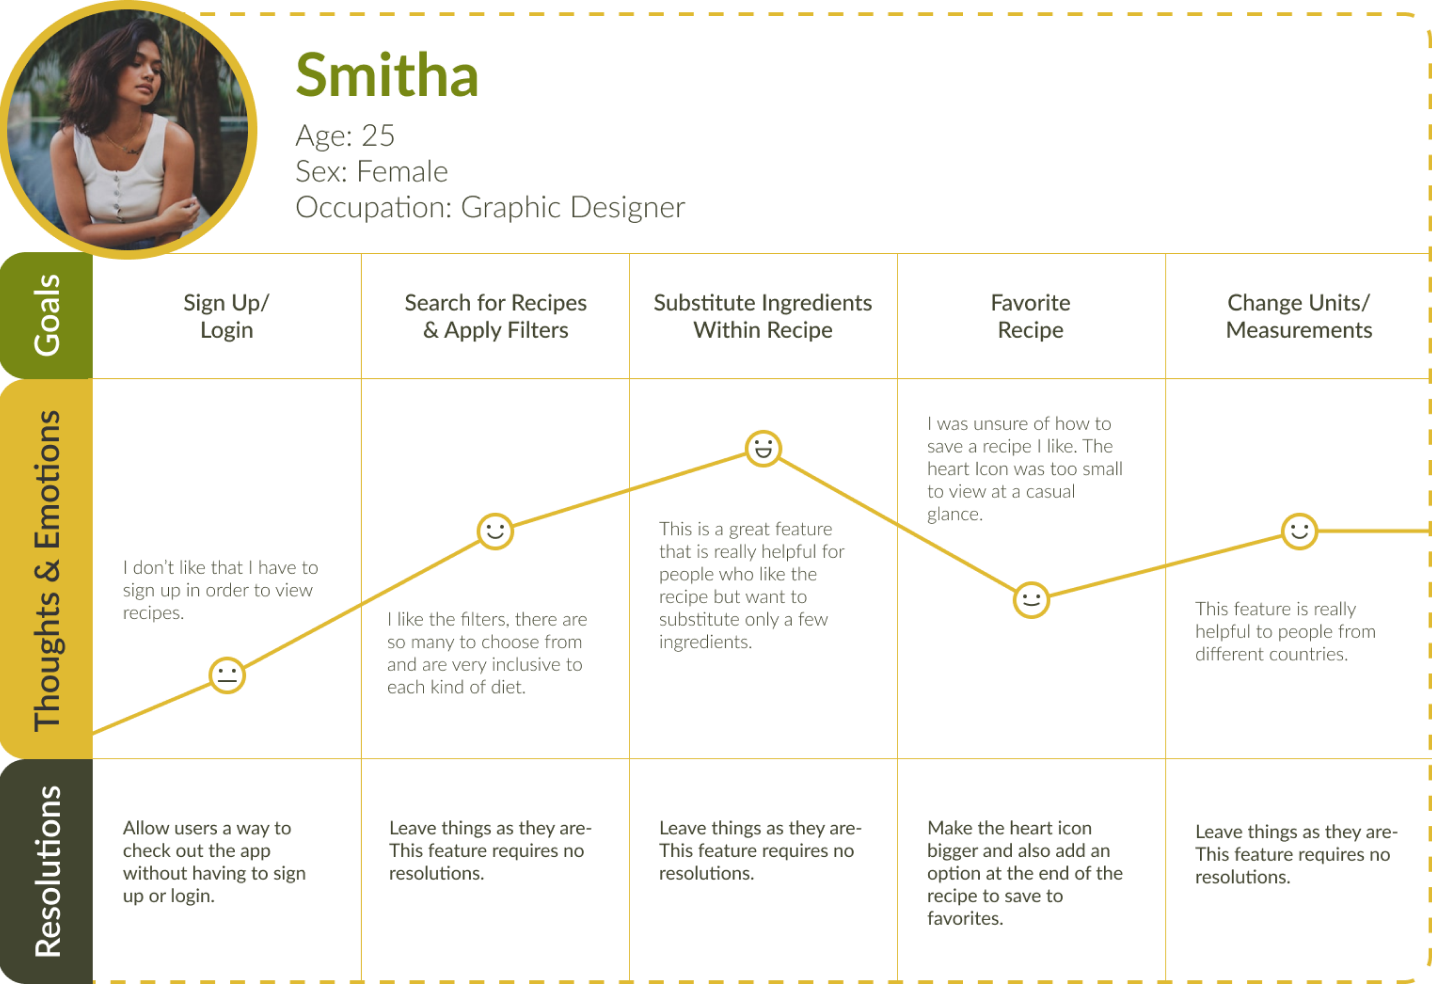 Smitha
Age: 25
Sex: Female
Occupation: Graphic Designer
Goals
Sign Up/
Login
Search for Recipes
& Apply Filters
Substitute Ingredients
Within Recipe
Favorite
Recipe
Change Units/
Measurements
Thoughts & Emotions
I don't like that I have to
sign up in order to view
recipes.
I like the filters, there are
so many to choose from
and are very inclusive to
each kind of diet.
This is a great feature
that is really helpful for
people who like the
recipe but want to
substitute only a few
ingredients.
I was unsure of how to
save a recipe I like. The
heart Icon was too small
to view at a casual
glance.
This feature is really
helpful to people from
different countries.
Resolutions
Allow users a way to
check out the app
without having to sign
up or login.
Leave things as they are-
This feature requires no
resolutions.
Leave things as they are-
This feature requires no
resolutions.
Make the heart icon
bigger and also add an
option at the end of the
recipe to save to
favorites.
Leave things as they are-
This feature requires no
resolutions.